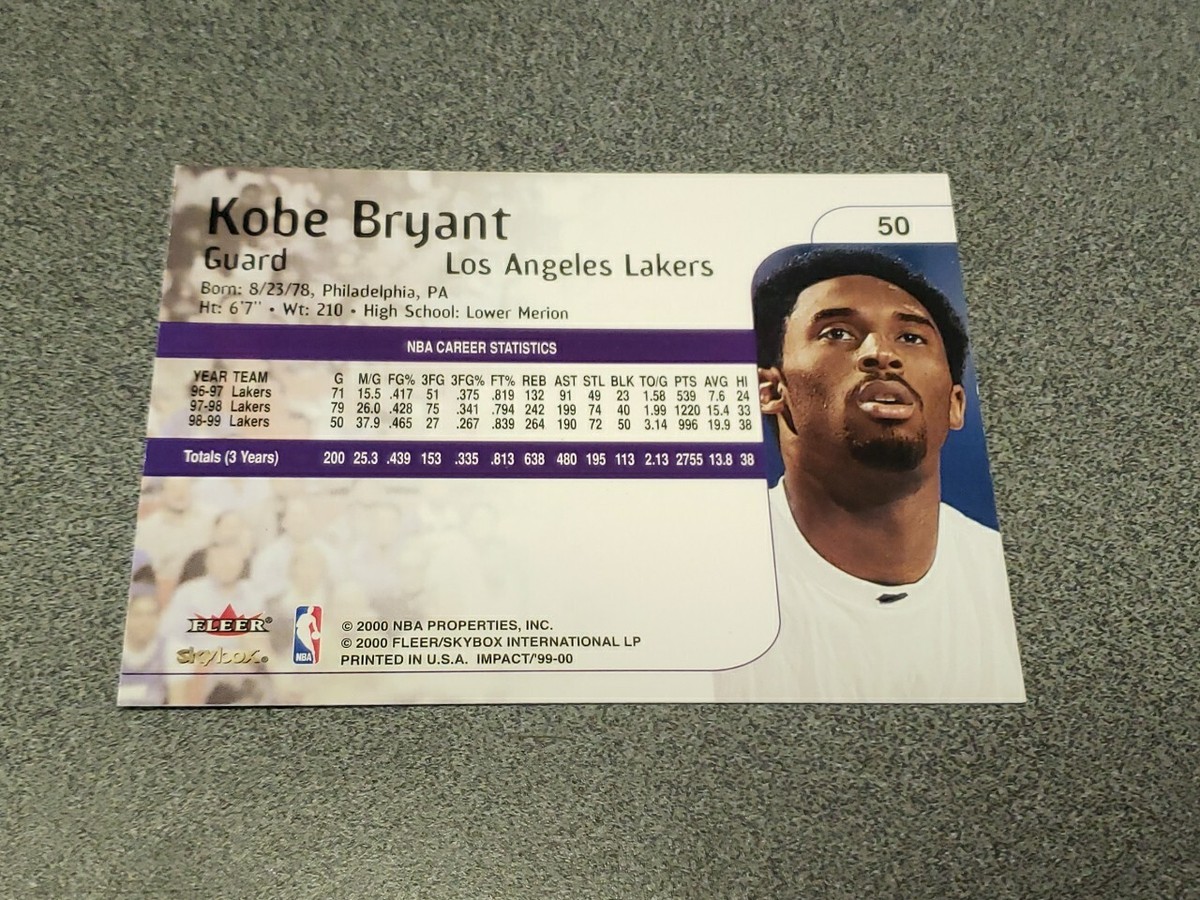 Kobe Bryant
50
Guard Los Angeles Lakers
Born: 8/23/78, Philadelphia, PA
Ht: 6'7" • Wt: 210 • High School: Lower Merion
NBA CAREER STATISTICS
YEAR TEAM G M/G FG% 3FG 3FG% FT% REB AST STL BLK TO/G PTS AVG HI
96-97 Lakers 71 15.5 .417 51 .375 .819 132 91 49 23 1.58 539 7.6 24
97-98 Lakers 79 26.0 .428 75 .341 .794 242 199 74 40 1.99 1220 15.4 33
98-99 Lakers 50 37.9 .465 27 .267 .839 264 190 72 50 3.14 996 19.9 38
Totals (3 Years) 200 25.3 .439 153 .335 .813 638 480 195 113 2.13 2755 13.8 38
FLEER®
skybox®
NBA
© 2000 NBA PROPERTIES, INC.
© 2000 FLEER/SKYBOX INTERNATIONAL LP
PRINTED IN U.S.A. IMPACT/'99-00